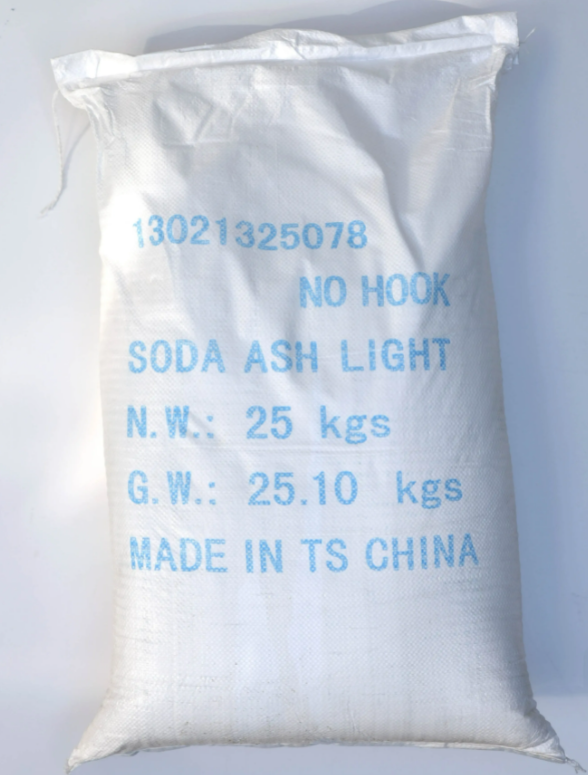 13021325078
NO HOOK
SODA ASH LIGHT
N.W.: 25 kgs
G.W.: 25.10 kgs
MADE IN TS CHINA